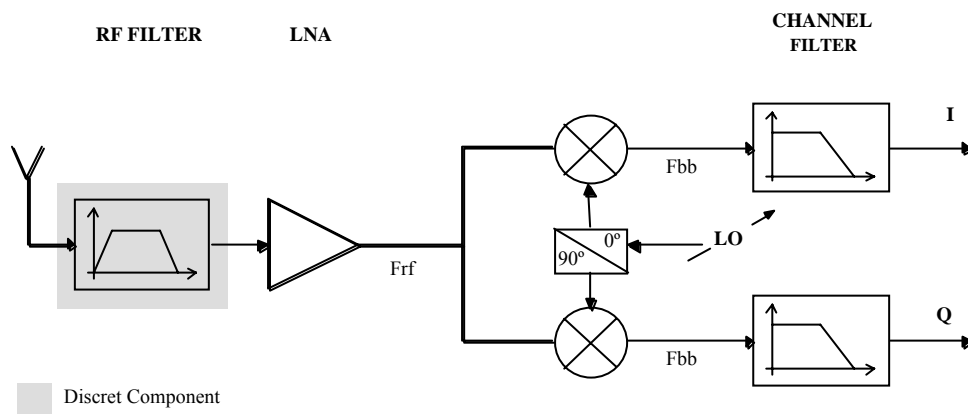 RF FILTER
LNA
CHANNEL
FILTER
I
Fbb
0º
90º
LO
Frf
Q
Fbb
Discret Component